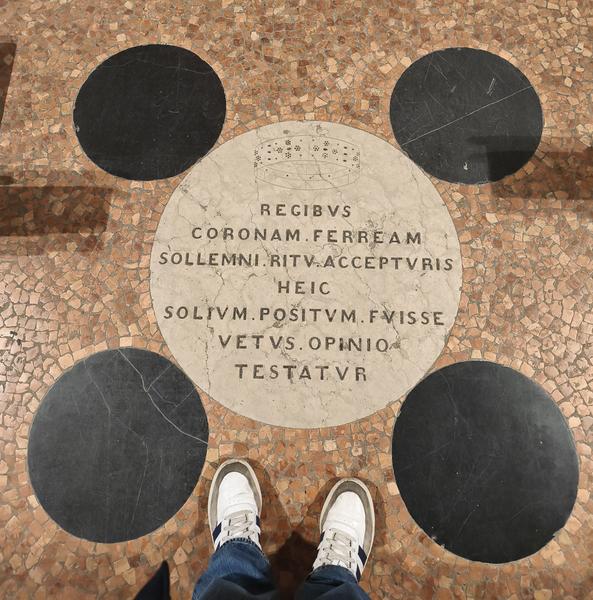 REGIBVS
CORONAM.FERREAM
SOLLEMNI.RITV.ACCEPTVRIS
HEIC
SOLIVM.POSITVM.FVISSE
VETVS.OPINIO
TESTATVR